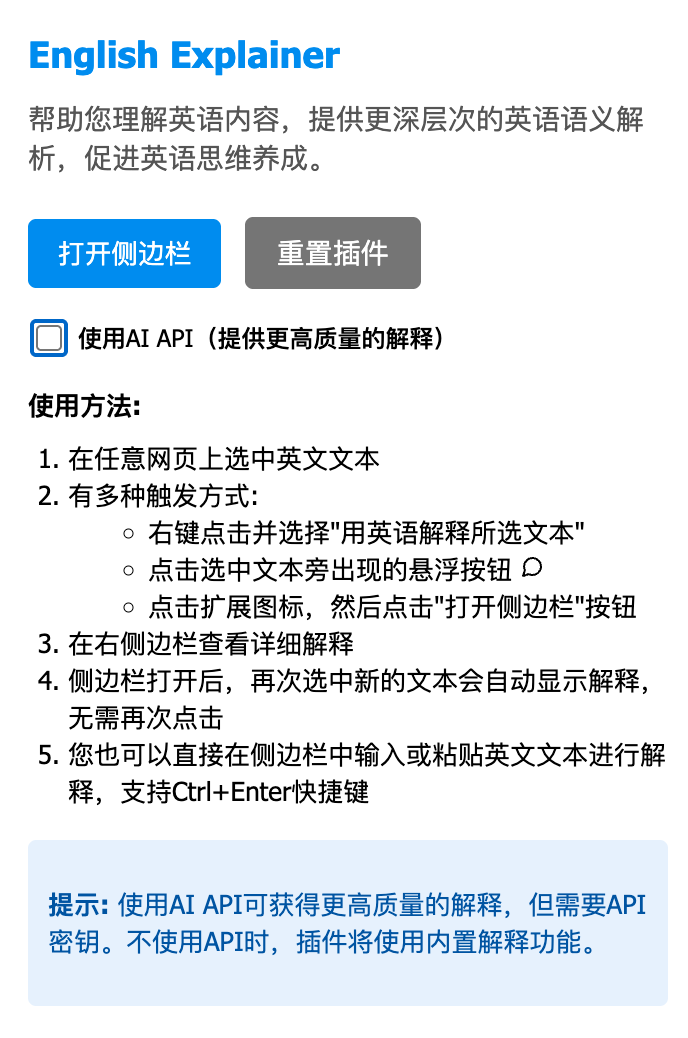 English Explainer
帮助您理解英语内容，提供更深层次的英语语义解
析，促进英语思维养成。
打开侧边栏
重置插件
使用AI API（提供更高质量的解释）
使用方法:
1. 在任意网页上选中英文文本
2. 有多种触发方式:
○ 右键点击并选择"用英语解释所选文本"
○ 点击选中文本旁出现的悬浮按钮
○ 点击扩展图标，然后点击"打开侧边栏"按钮
3. 在右侧边栏查看详细解释
4. 侧边栏打开后，再次选中新的文本会自动显示解释，
无需再次点击
5. 您也可以直接在侧边栏中输入或粘贴英文文本进行解
释，支持Ctrl+Enter快捷键
提示: 使用AI API可获得更高质量的解释，但需要API
密钥。不使用API时，插件将使用内置解释功能。